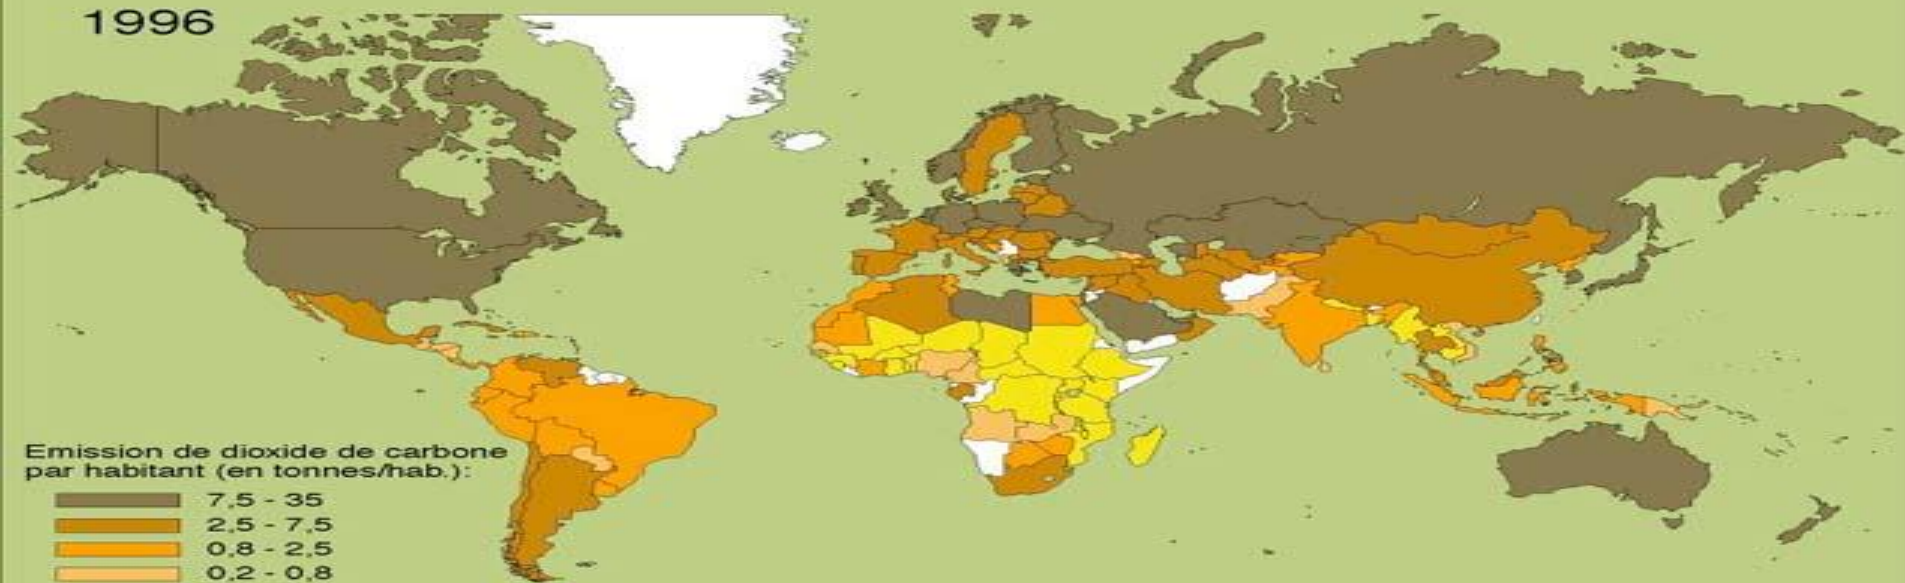 1996
Emission de dioxide de carbone
par habitant (en tonnes/hab.):
7,5 - 35
2,5 - 7,5
0,8 - 2,5
0,2 - 0,8